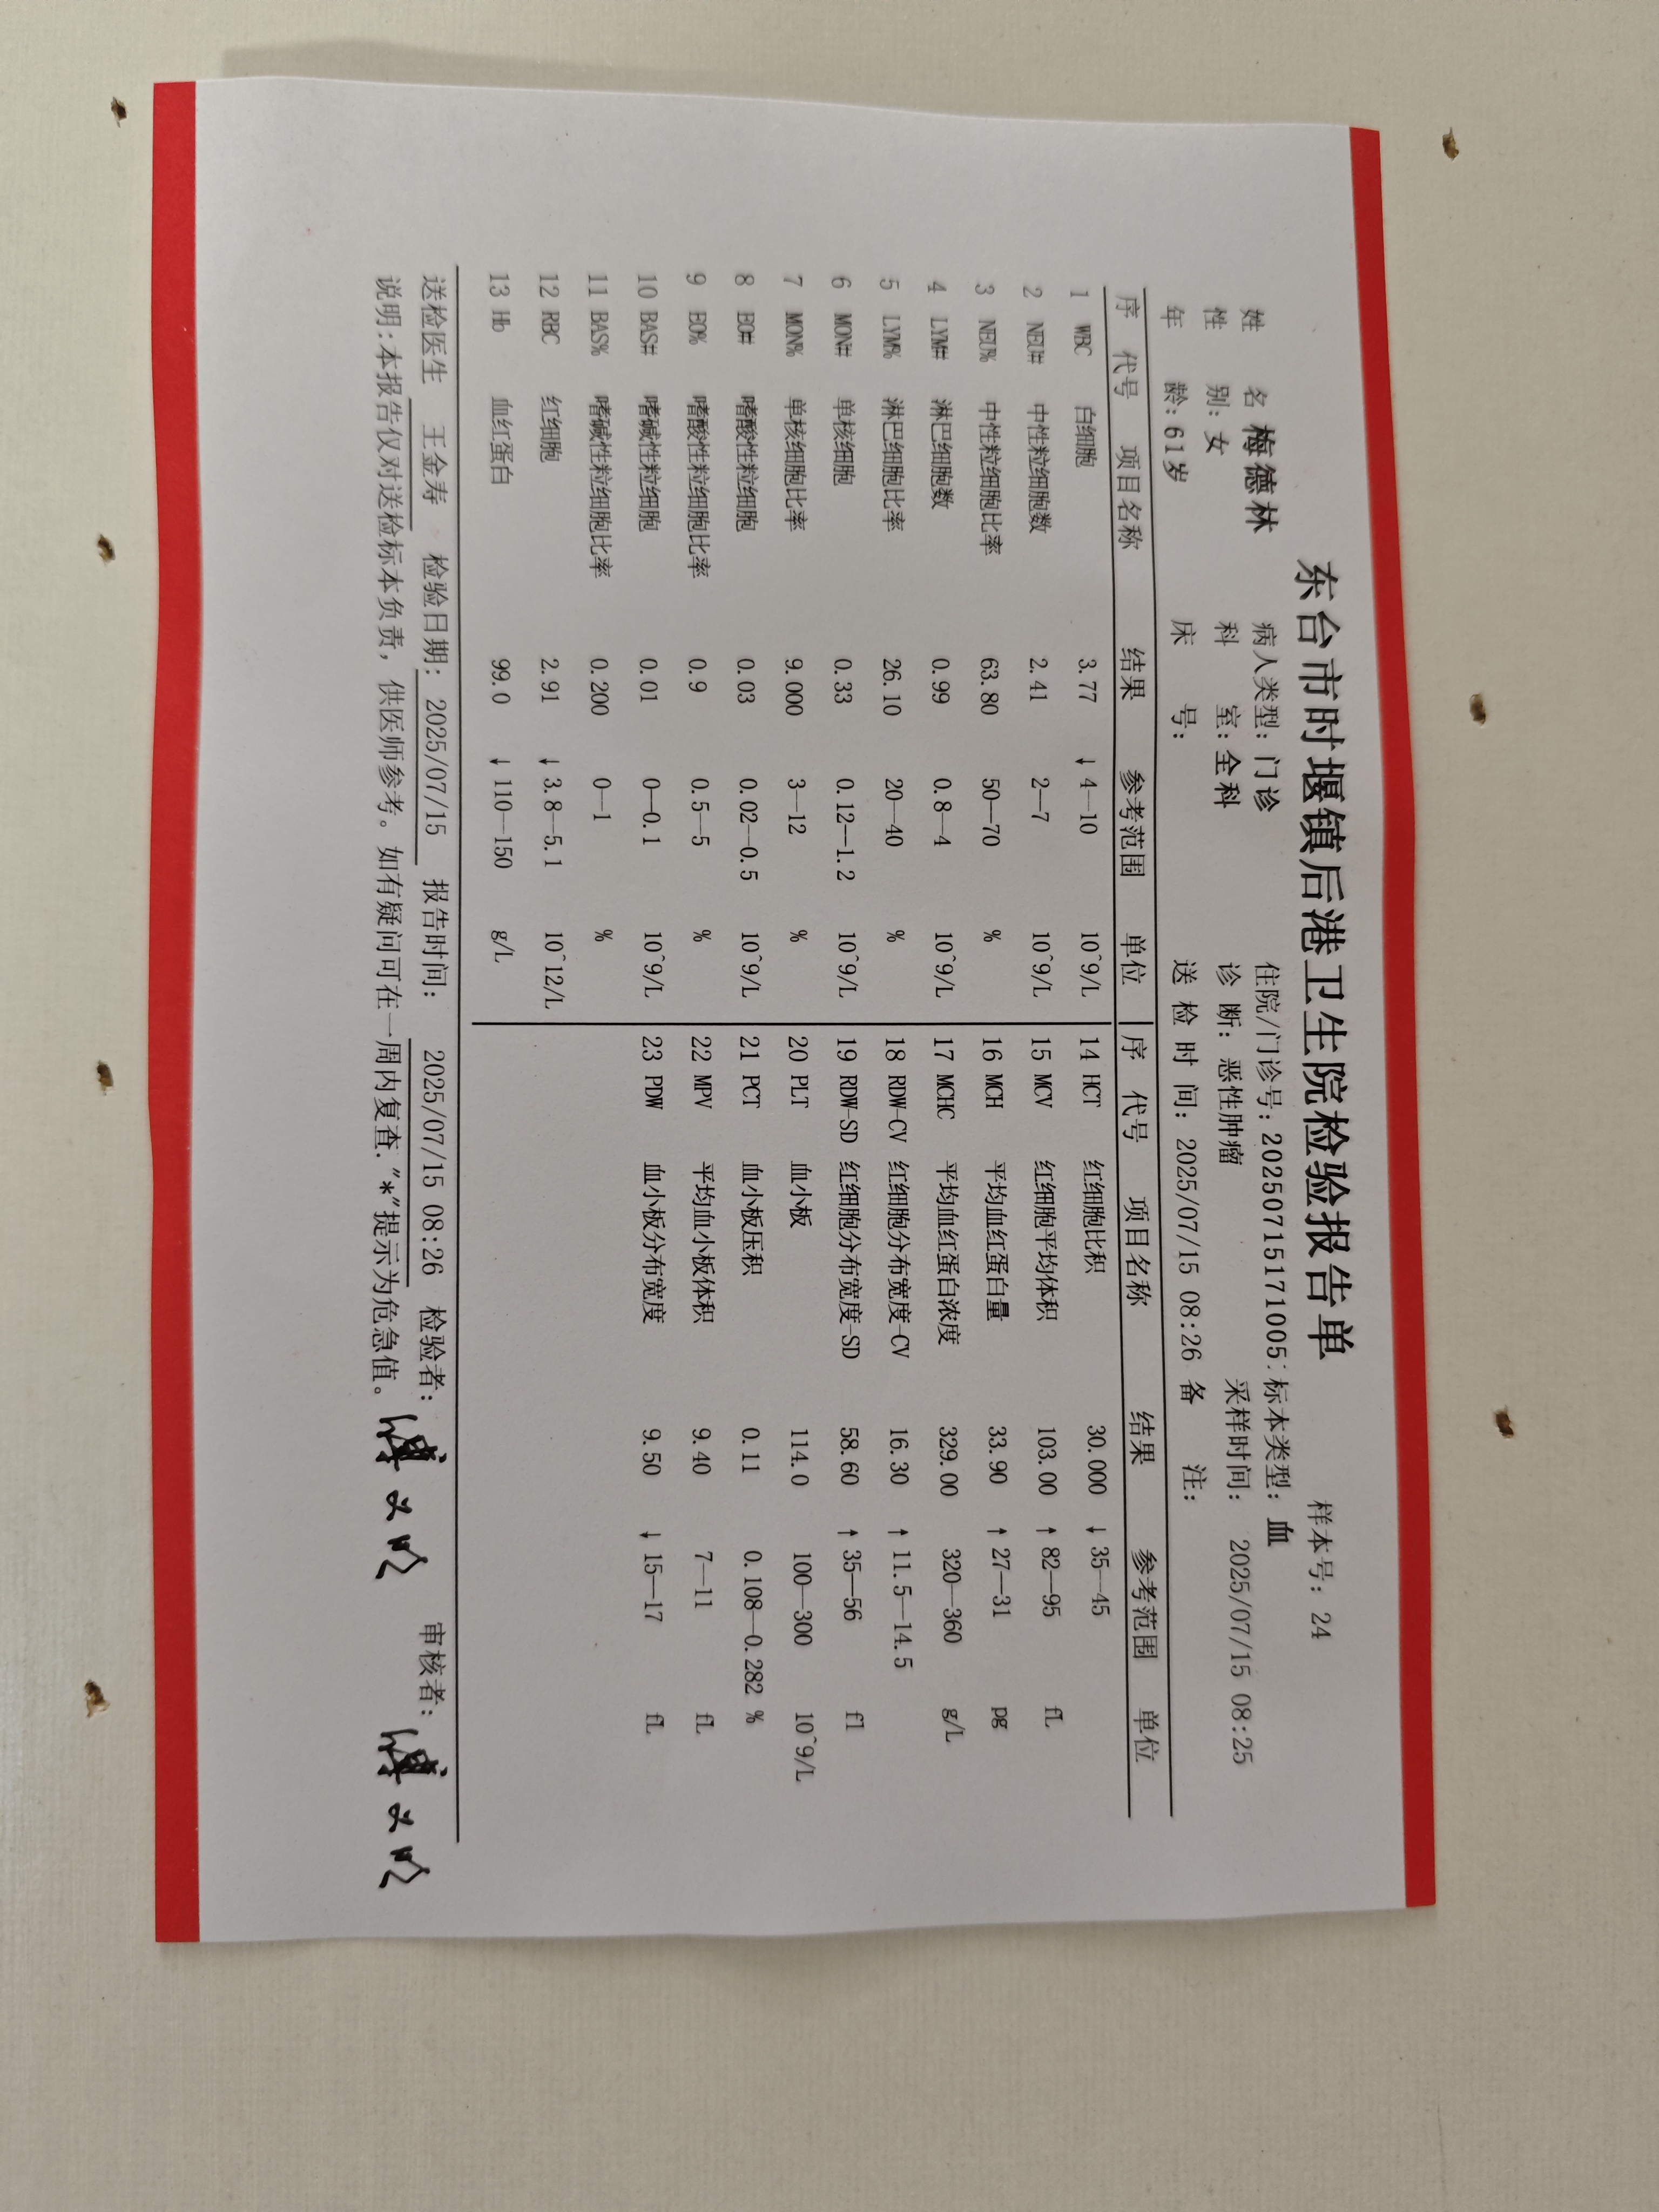 东台市时堰镇后港卫生院检验报告单
样本号: 24
姓 名 梅德林 病人类型: 门诊 住院/门诊号: 20250715171005: 标本类型: 血
性 别: 女 科 室: 全科 诊 断: 恶性肿瘤 采样时间: 2025/07/15 08:25
年 龄: 61岁 床 号: 送 检 时 间: 2025/07/15 08:26 备 注:
序 代号 项目名称 结果 参考范围 单位 序 代号 项目名称 结果 参考范围 单位
1 WBC 白细胞 3.77 ↓ 4—10 10^9/L 14 HCT 红细胞比积 30.000 ↓ 35—45
2 NEU# 中性粒细胞数 2.41 2—7 10^9/L 15 MCV 红细胞平均体积 103.00 ↑ 82—95 fL
3 NEU% 中性粒细胞比率 63.80 50—70 % 16 MCH 平均血红蛋白量 33.90 ↑ 27—31 pg
4 LYM# 淋巴细胞数 0.99 0.8—4 10^9/L 17 MCHC 平均血红蛋白浓度 329.00 320—360 g/L
5 LYM% 淋巴细胞比率 26.10 20—40 % 18 RDW-CV 红细胞分布宽度-CV 16.30 ↑ 11.5—14.5
6 MON# 单核细胞 0.33 0.12—1.2 10^9/L 19 RDW-SD 红细胞分布宽度-SD 58.60 ↑ 35—56 fl
7 MON% 单核细胞比率 9.000 3—12 % 20 PLT 血小板 114.0 100—300 10^9/L
8 EO# 嗜酸性粒细胞 0.03 0.02—0.5 10^9/L 21 PCT 血小板压积 0.11 0.108—0.282 %
9 EO% 嗜酸性粒细胞比率 0.9 0.5—5 % 22 MPV 平均血小板体积 9.40 7—11 fL
10 BAS# 嗜碱性粒细胞 0.01 0—0.1 10^9/L 23 PDW 血小板分布宽度 9.50 ↓ 15—17 fL
11 BAS% 嗜碱性粒细胞比率 0.200 0—1 %
12 RBC 红细胞 2.91 ↓ 3.8—5.1 10^12/L
13 Hb 血红蛋白 99.0 ↓ 110—150 g/L
送检医生 王金寿 检验日期: 2025/07/15 报告时间: 2025/07/15 08:26 检验者: 审核者:
说明:本报告仅对送检标本负责, 供医师参考。如有疑问可在一周内复查."*"提示为危急值。